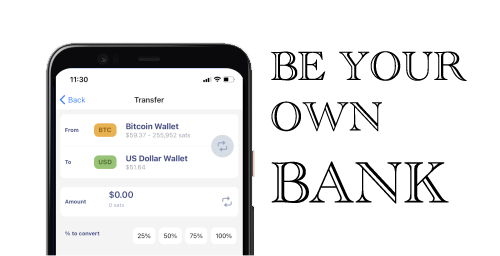 11:30
Back
Transfer
From
BTC
Bitcoin Wallet
$59.37 - 255,952 sats
To
USD
US Dollar Wallet
$51.64
Amount
$0.00
0 sats
% to convert
25%
50%
75%
100%
BE YOUR
OWN
BANK